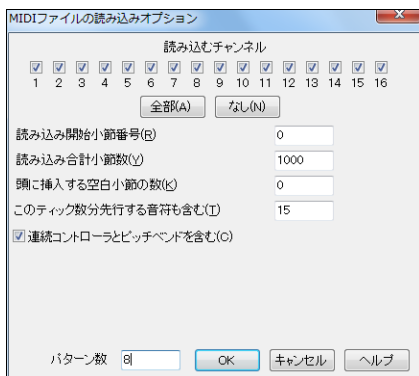 MIDIファイルの読み込みオプション
読み込むチャンネル
1 2 3 4 5 6 7 8 9 10 11 12 13 14 15 16
全部(A) なし(N)
読み込み開始小節番号(R) 0
読み込み合計小節数(Y) 1000
頭に挿入する空白小節の数(K) 0
このティック数分先行する音符も含む(T) 15
連続コントローラとピッチベンドを含む(C)
パターン数 8 OK キャンセル ヘルプ